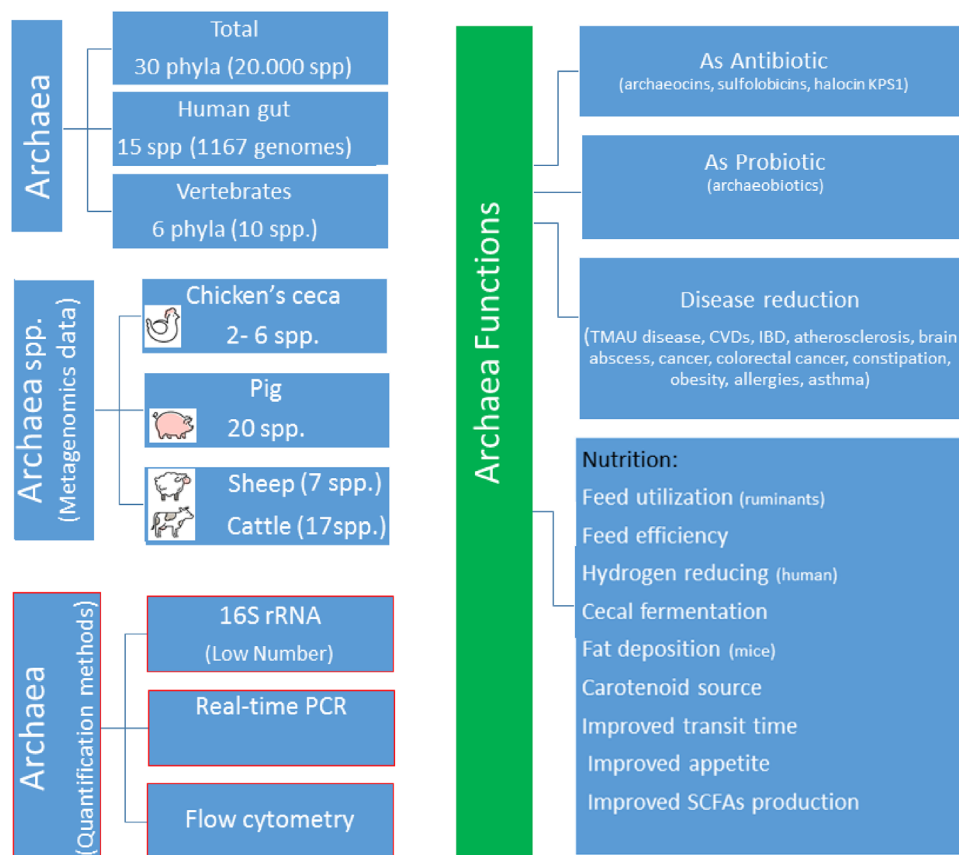 Archaea
Total
30 phyla (20.000 spp)
Human gut
15 spp (1167 genomes)
Vertebrates
6 phyla (10 spp.)
Archaea spp.
(Metagenomics data)
Chicken's ceca
2- 6 spp.
Pig
20 spp.
Sheep (7 spp.)
Cattle (17spp.)
Archaea
(Quantification methods)
16S rRNA
(Low Number)
Real-time PCR
Flow cytometry
Archaea Functions
As Antibiotic
(archaeocins, sulfolobicins, halocin KPS1)
As Probiotic
(archaeobiotics)
Disease reduction
(TMAU disease, CVDs, IBD, atherosclerosis, brain
abscess, cancer, colorectal cancer, constipation,
obesity, allergies, asthma)
Nutrition:
Feed utilization (ruminants)
Feed efficiency
Hydrogen reducing (human)
Cecal fermentation
Fat deposition (mice)
Carotenoid source
Improved transit time
Improved appetite
Improved SCFAs production